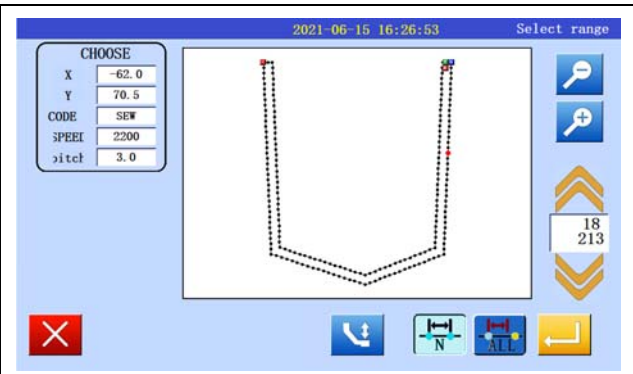 2021-06-15 16:26:53 Select range
CHOOSE
X -62.0
Y 70.5
CODE SEW
SPEEI 2200
pitch 3.0
18
213
N
ALL